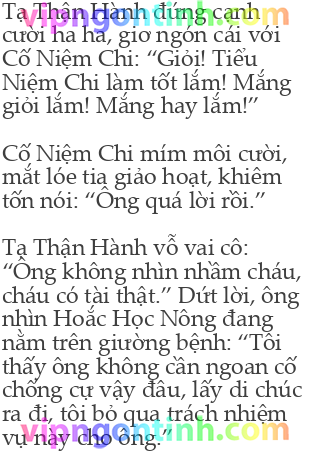 Tạ Thận Hành đứng cạnh
cười ha ha, giơ ngón cái với
Cố Niệm Chi: “Giỏi! Tiểu
Niệm Chi làm tốt lắm! Mắng
giỏi lắm! Mắng hay lắm!”
Cố Niệm Chi mím môi cười,
mắt lóe tia giảo hoạt, khiêm
tốn nói: “Ông quá lời rồi.”
Tạ Thận Hành vỗ vai cô:
“Ông không nhìn nhầm cháu,
cháu có tài thật.” Dứt lời, ông
nhìn Hoắc Học Nông đang
nằm trên giường bệnh: “Tôi
thấy ông không cần ngoan cố
chống cự vậy đâu, lấy di chúc
ra đi, tôi bỏ qua trách nhiệm
vụ này cho ông.”
vipngontinh.com
vipngontinh.com